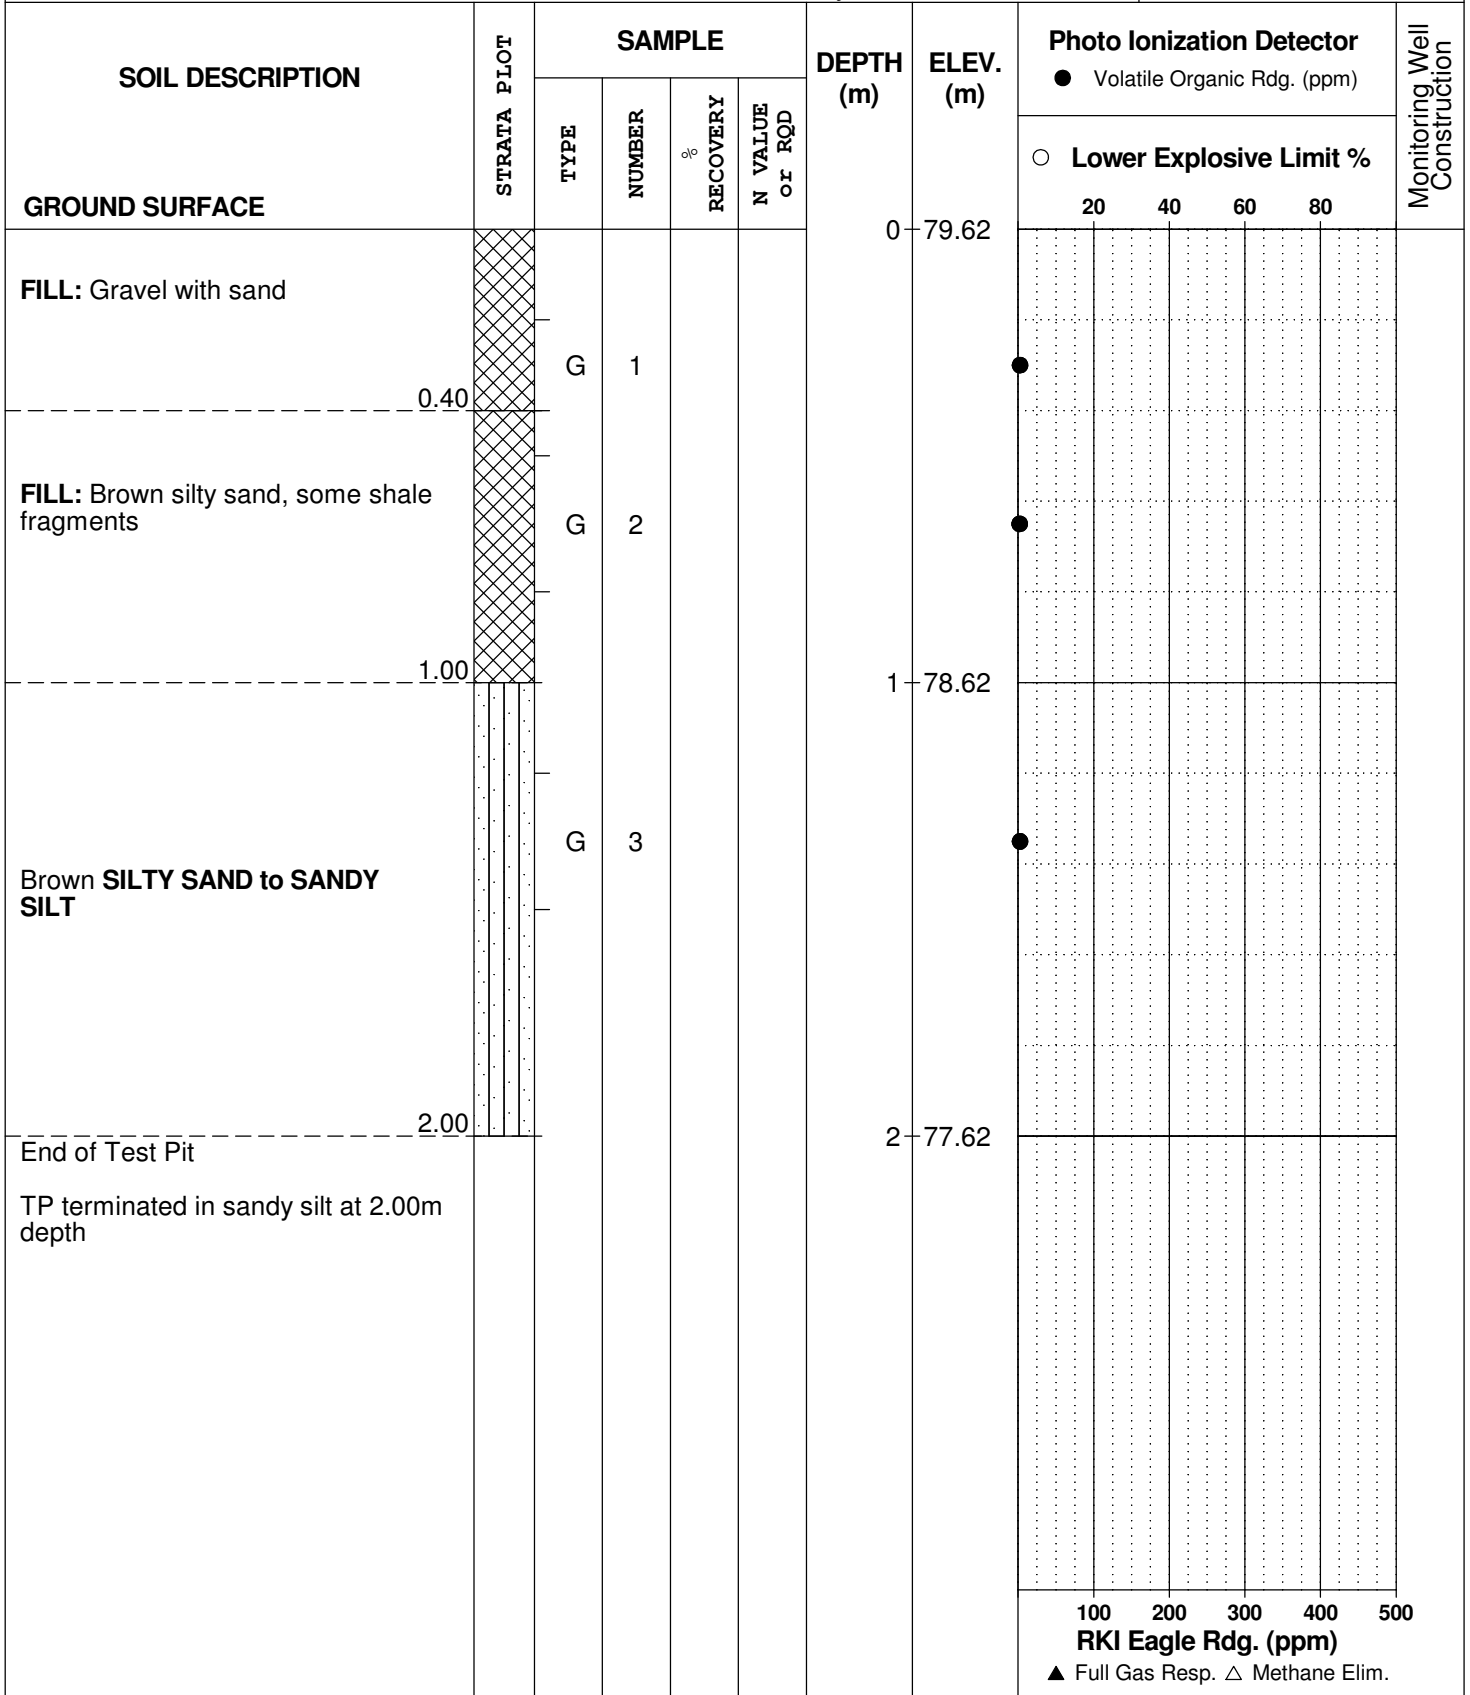 SOIL DESCRIPTION
GROUND SURFACE
STRATA PLOT
SAMPLE
TYPE
NUMBER
%
RECOVERY
N VALUE
or RQD
DEPTH
(m)
ELEV.
(m)
Photo Ionization Detector
● Volatile Organic Rdg. (ppm)
○ Lower Explosive Limit %
20 40 60 80
Monitoring Well
Construction
0 79.62
FILL: Gravel with sand
G 1
0.40
FILL: Brown silty sand, some shale
fragments
G 2
1.00
1 78.62
G 3
Brown SILTY SAND to SANDY
SILT
2.00
2 77.62
End of Test Pit
TP terminated in sandy silt at 2.00m
depth
100 200 300 400 500
RKI Eagle Rdg. (ppm)
▲ Full Gas Resp. △ Methane Elim.